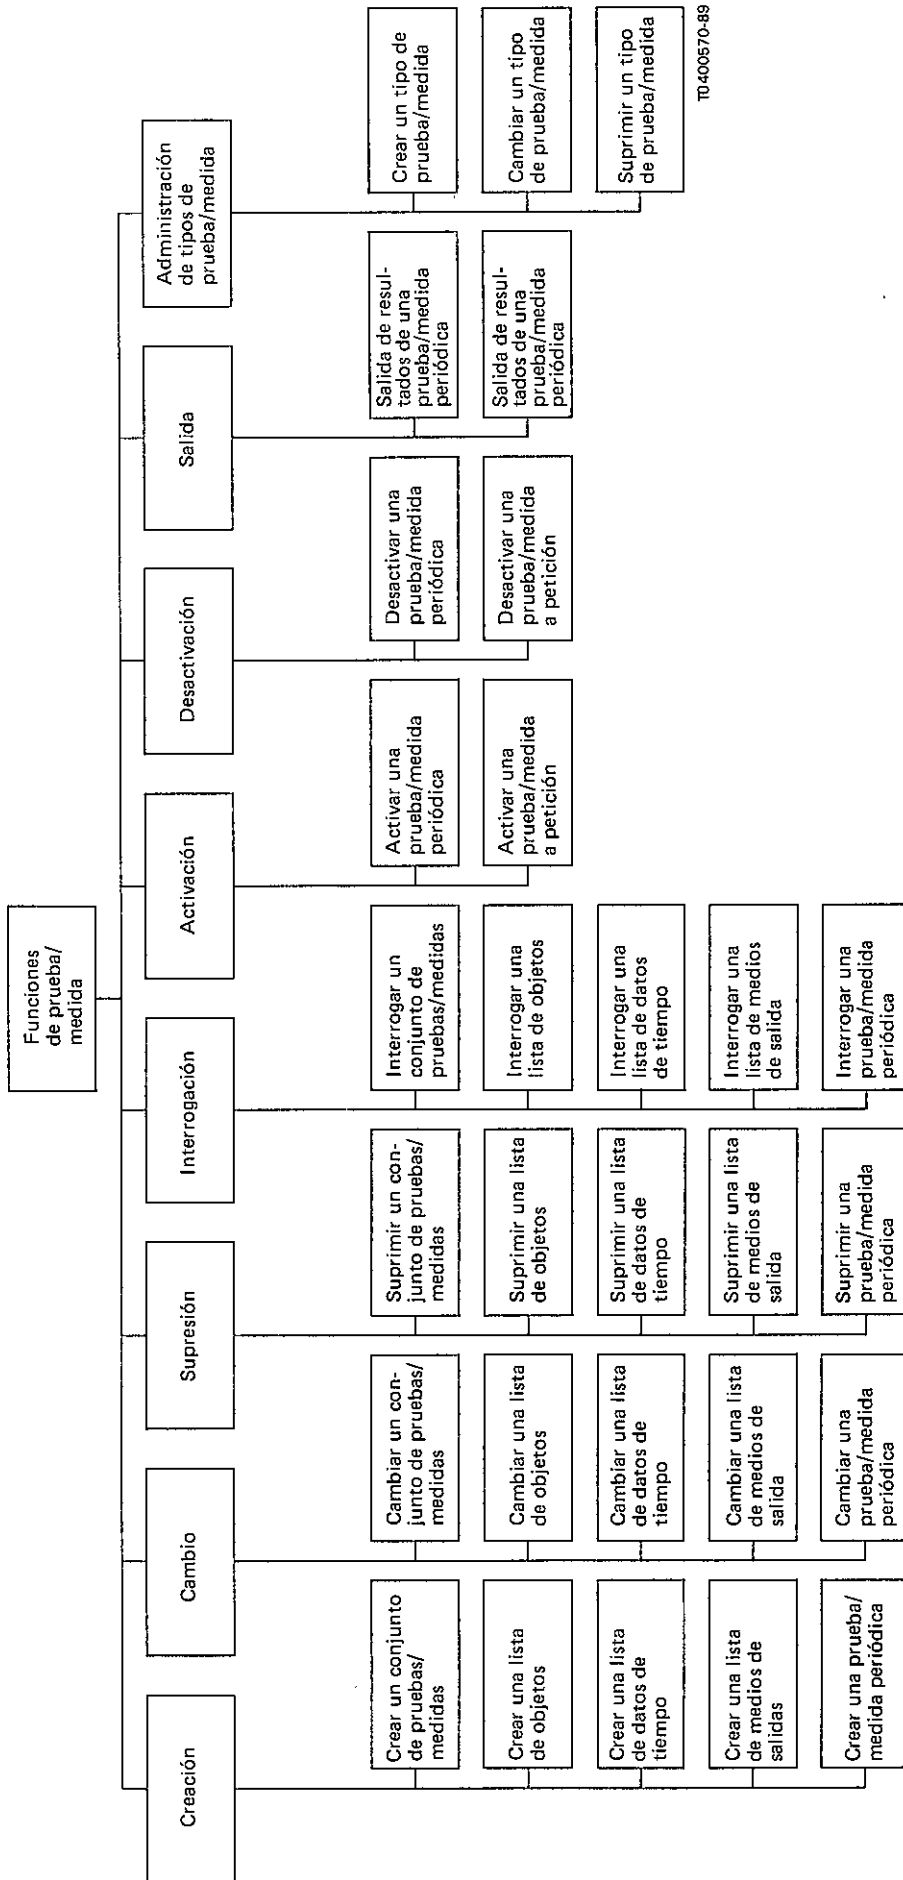 Funciones
de prueba/
medida
Creación
Cambio
Supresión
Interrogación
Activación
Desactivación
Salida
Administración
de tipos de
prueba/medida
Crear un conjunto
de pruebas/
medidas
Crear una lista
de objetos
Crear una lista
de datos de
tiempo
Crear una lista
de medios de
salidas
Crear una prueba/
medida periódica
Cambiar un con-
junto de pruebas/
medidas
Cambiar una lista
de objetos
Cambiar una lista
de datos de
tiempo
Cambiar una lista
de medios de
salida
Cambiar una
prueba/medida
periódica
Suprimir un con-
junto de pruebas/
medidas
Suprimir una lista
de objetos
Suprimir una lista
de datos de
tiempo
Suprimir una lista
de medios de
salida
Suprimir una
prueba/medida
periódica
Interrogar un
conjunto de
pruebas/medidas
Interrogar una
lista de objetos
Interrogar una
lista de datos
de tiempo
Interrogar una
lista de medios
de salida
Interrogar una
prueba/medida
periódica
Activar una
prueba/medida
periódica
Activar una
prueba/medida
a petición
Desactivar una
prueba/medida
periódica
Desactivar una
prueba/medida
a petición
Salida de resul-
tados de una
prueba/medida
periódica
Salida de resul-
tados de una
prueba/medida
periódica
Crear un tipo de
prueba/medida
Cambiar un tipo
de prueba/medida
Suprimir un tipo
de prueba/medida
T0400570-89